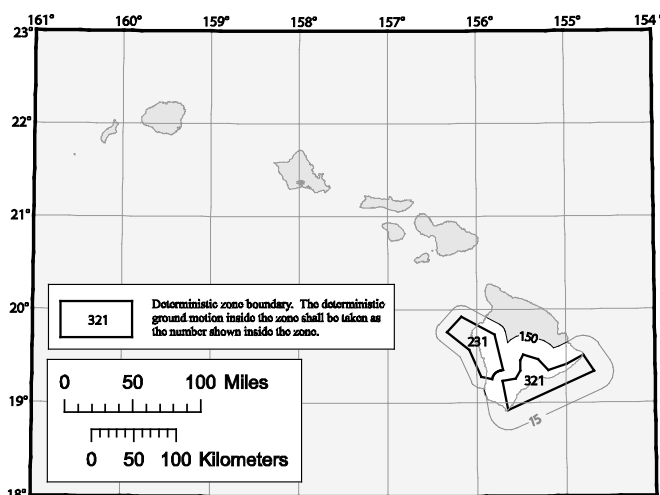 161° 160° 159° 158° 157° 156° 155° 154°
23°
22°
21°
20°
19°
18°
321
Deterministic zone boundary. The deterministic
ground motion inside the zone shall be taken as
the number shown inside the zone.
0 50 100 Miles
0 50 100 Kilometers
231
150
321
15